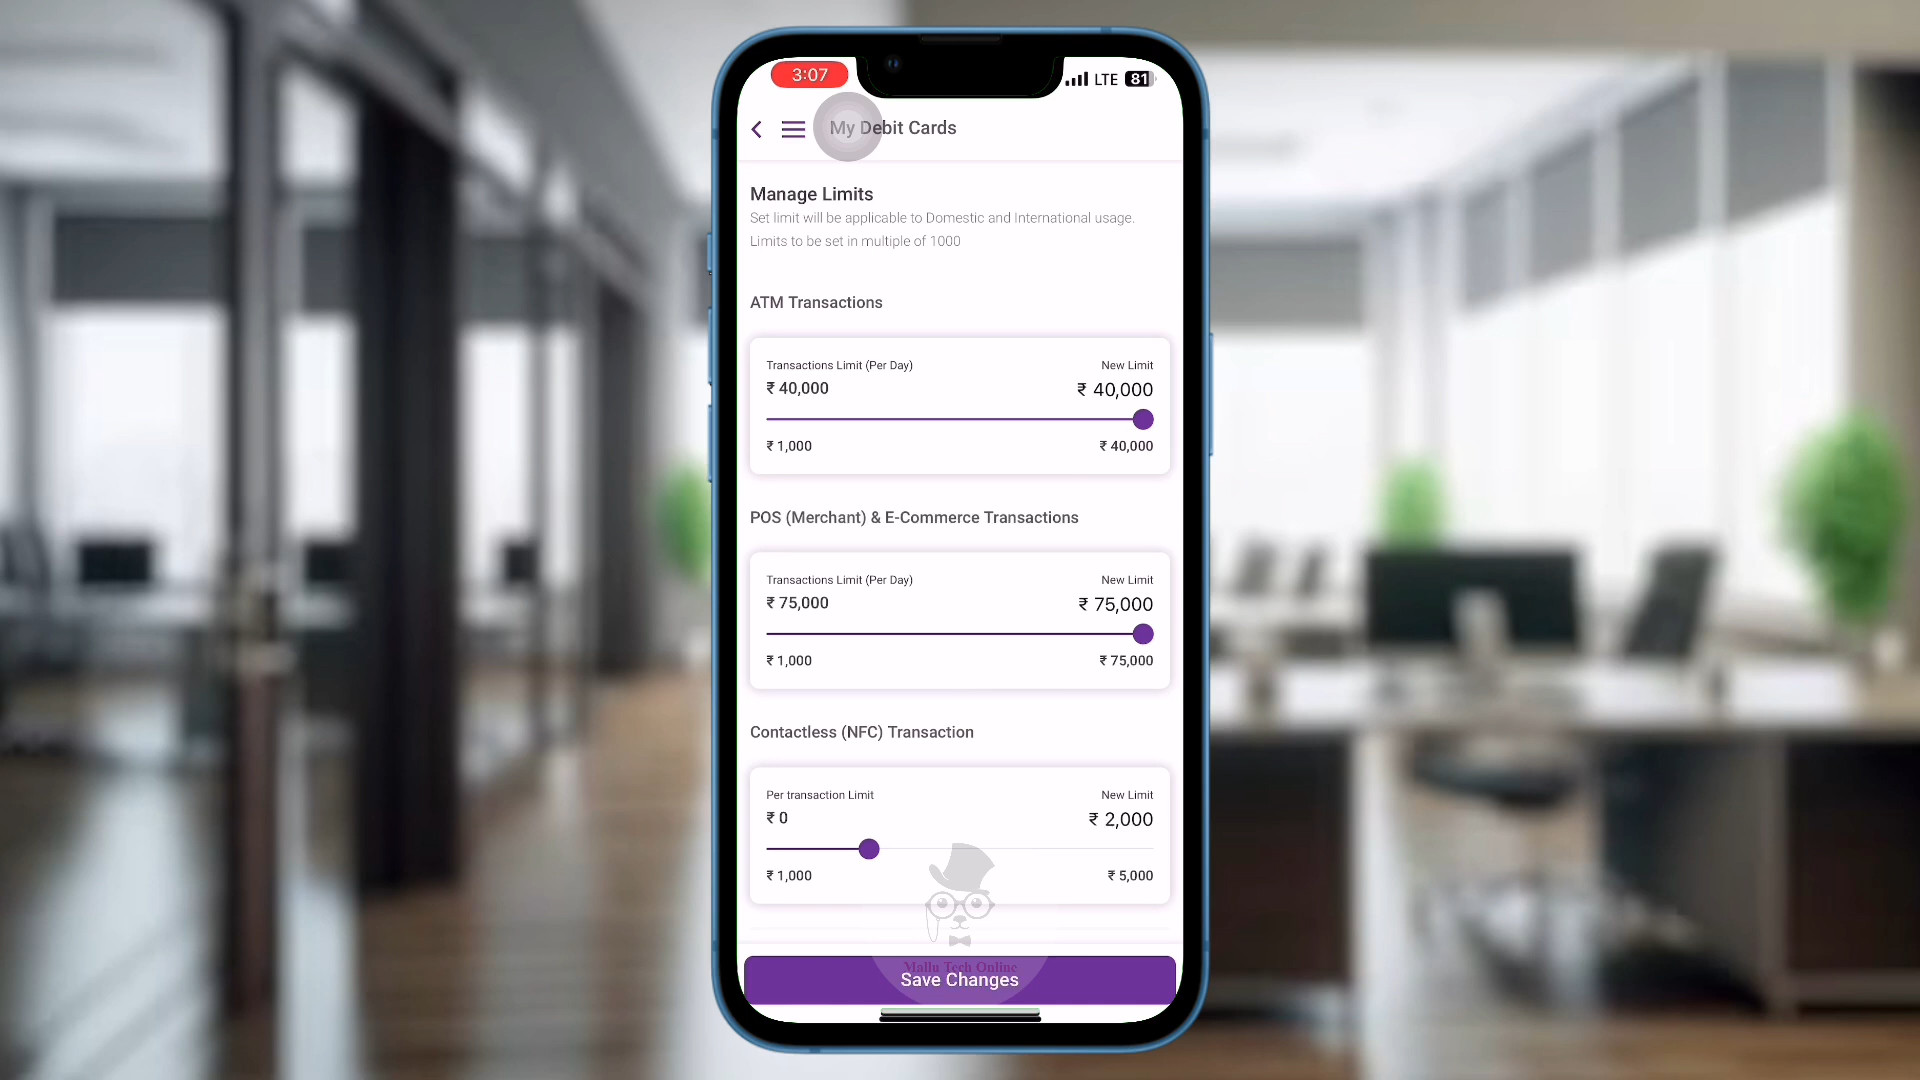 3:07
LTE 81
My Debit Cards
Manage Limits
Set limit will be applicable to Domestic and International usage.
Limits to be set in multiple of 1000
ATM Transactions
Transactions Limit (Per Day) New Limit
₹ 40,000 ₹ 40,000
₹ 1,000 ₹ 40,000
POS (Merchant) & E-Commerce Transactions
Transactions Limit (Per Day) New Limit
₹ 75,000 ₹ 75,000
₹ 1,000 ₹ 75,000
Contactless (NFC) Transaction
Per transaction Limit New Limit
₹ 0 ₹ 2,000
₹ 1,000 ₹ 5,000
Mallu Tech Online
Save Changes